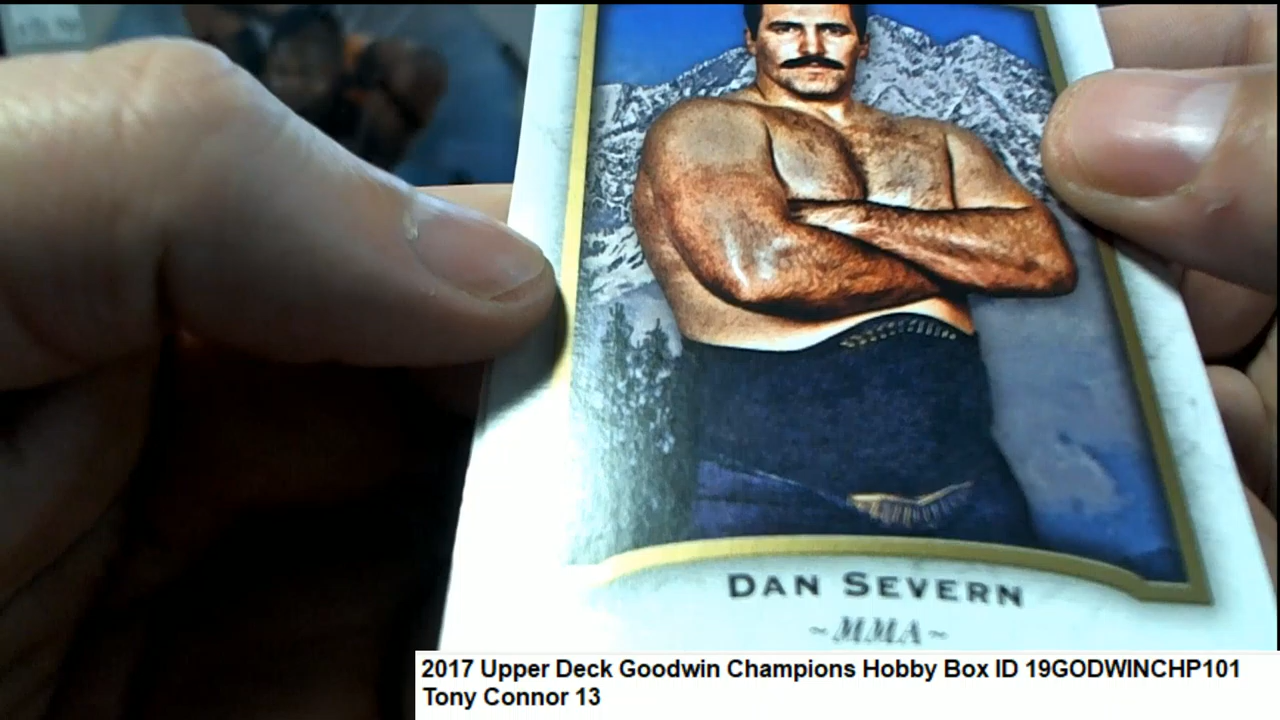 DAN SEVERN
~MMA~
2017 Upper Deck Goodwin Champions Hobby Box ID 19GODWINCHP101
Tony Connor 13